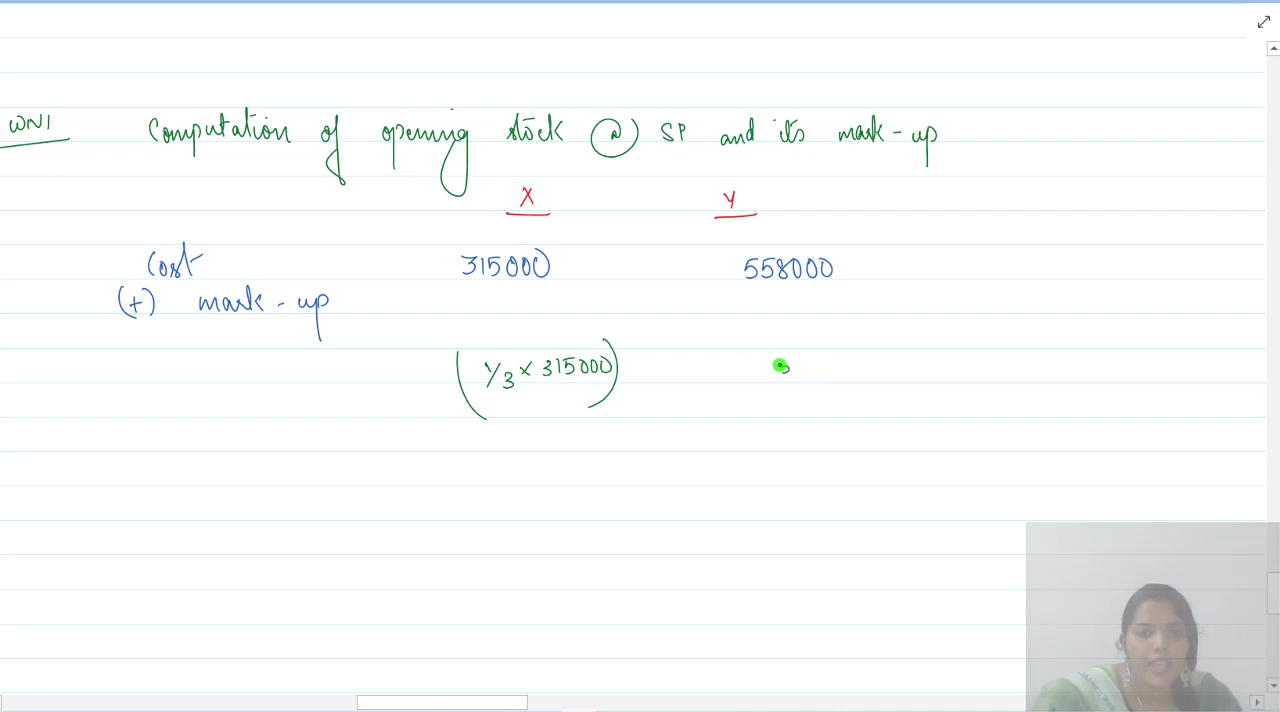 WN1 Computation of opening stock @ SP and its mark-up
X Y
Cost 315000 558000
(+) mark-up
(1/3 × 315000)